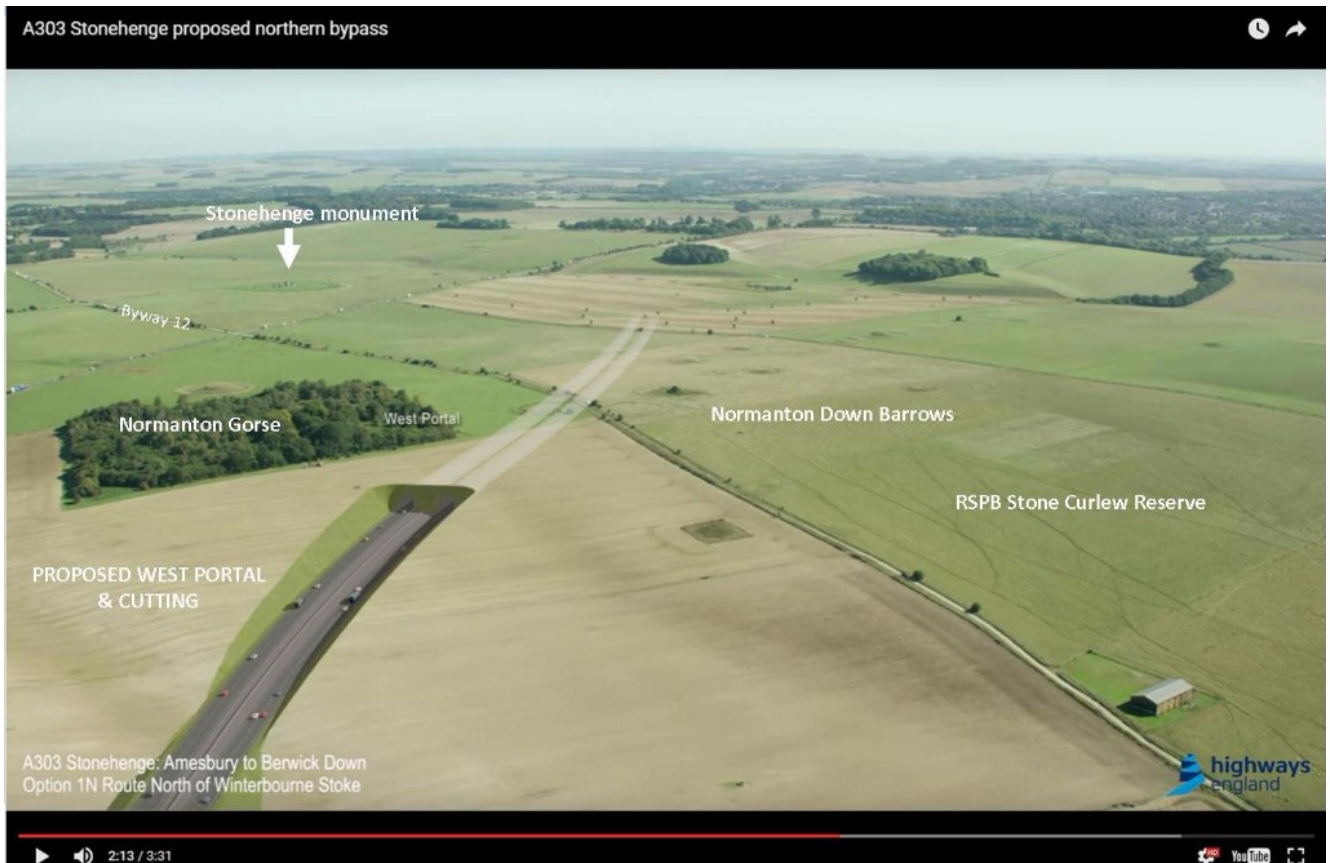 A303 Stonehenge proposed northern bypass
Stonehenge monument
Byway 12
Normanton Gorse
West Portal
Normanton Down Barrows
RSPB Stone Curlew Reserve
PROPOSED WEST PORTAL
& CUTTING
A303 Stonehenge: Amesbury to Berwick Down
Option 1N Route North of Winterbourne Stoke
highways
england
2:13 / 3:31
HD
YouTube